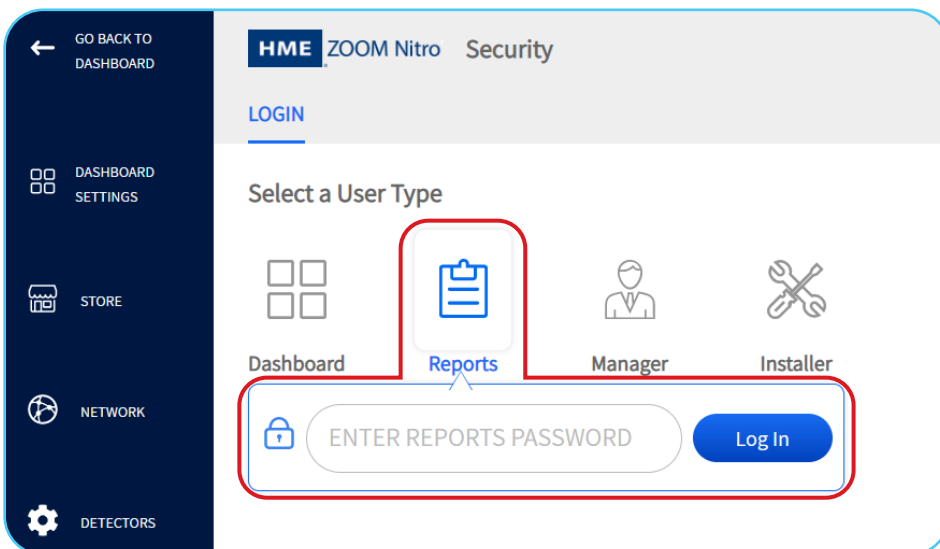 GO BACK TO
DASHBOARD
DASHBOARD
SETTINGS
STORE
NETWORK
DETECTORS
HME ZOOM Nitro Security
LOGIN
Select a User Type
Dashboard Reports Manager Installer
ENTER REPORTS PASSWORD Log In